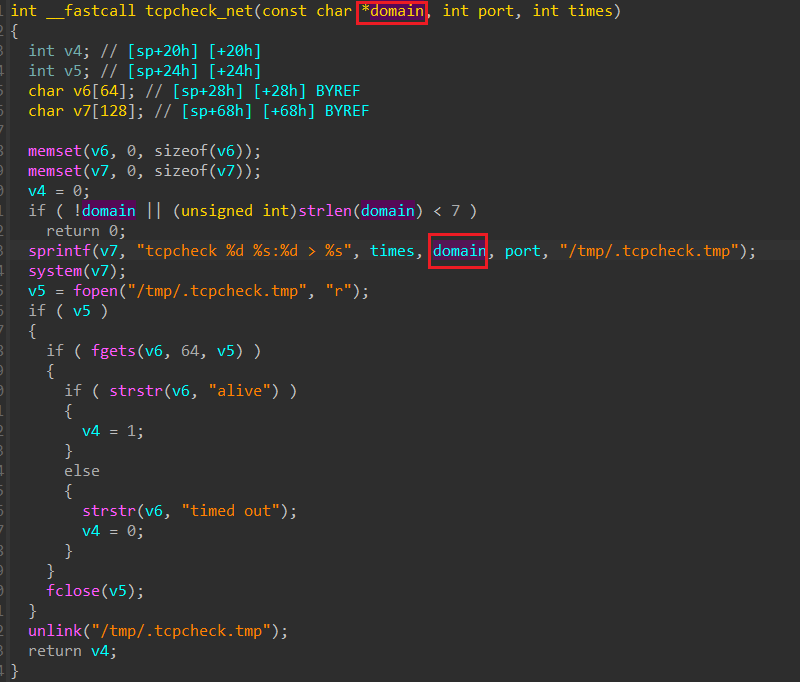 int __fastcall tcpcheck_net(const char *domain, int port, int times)
{
  int v4; // [sp+20h] [+20h]
  int v5; // [sp+24h] [+24h]
  char v6[64]; // [sp+28h] [+28h] BYREF
  char v7[128]; // [sp+68h] [+68h] BYREF

  memset(v6, 0, sizeof(v6));
  memset(v7, 0, sizeof(v7));
  v4 = 0;
  if ( !domain || (unsigned int)strlen(domain) < 7 )
    return 0;
  sprintf(v7, "tcpcheck %d %s:%d > %s", times, domain, port, "/tmp/.tcpcheck.tmp");
  system(v7);
  v5 = fopen("/tmp/.tcpcheck.tmp", "r");
  if ( v5 )
  {
    if ( fgets(v6, 64, v5) )
    {
      if ( strstr(v6, "alive") )
      {
        v4 = 1;
      }
      else
      {
        strstr(v6, "timed out");
        v4 = 0;
      }
    }
    fclose(v5);
  }
  unlink("/tmp/.tcpcheck.tmp");
  return v4;
}